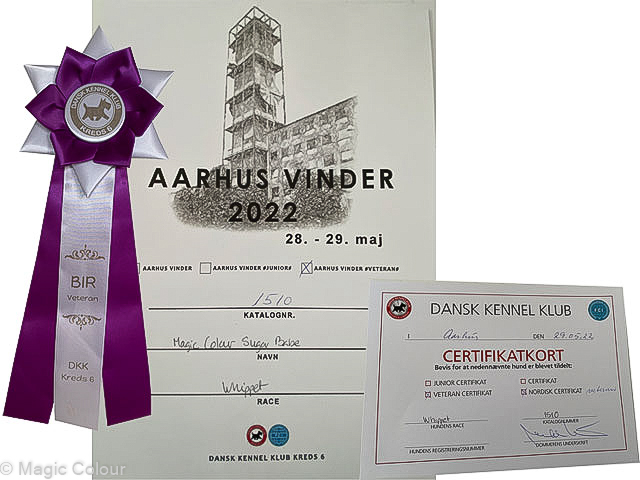 DANSK KENNEL KLUB
KREDS 6
BIR
Veteran
DKK
Kreds 6
AARHUS VINDER
2022
28. - 29. maj
AARHUS VINDER AARHUS VINDER #JUNIOR# AARHUS VINDER #VETERAN#
1510
KATALOGNR.
Magic Colour Sugar Babe
NAVN
Whippet
RACE
DANSK KENNEL KLUB KREDS 6
DANSK KENNEL KLUB
I Aarhus DEN 29.05.22
CERTIFIKATKORT
Bevis for at nedennævnte hund er blevet tildelt:
JUNIOR CERTIFIKAT CERTIFIKAT
VETERAN CERTIFIKAT NORDISK CERTIFIKAT veteran
Whippet 1510
HUNDENS RACE KATALOGNUMMER
HUNDENS REGISTRERINGSNUMMER DOMMERENS UNDERSKRIFT
© Magic Colour